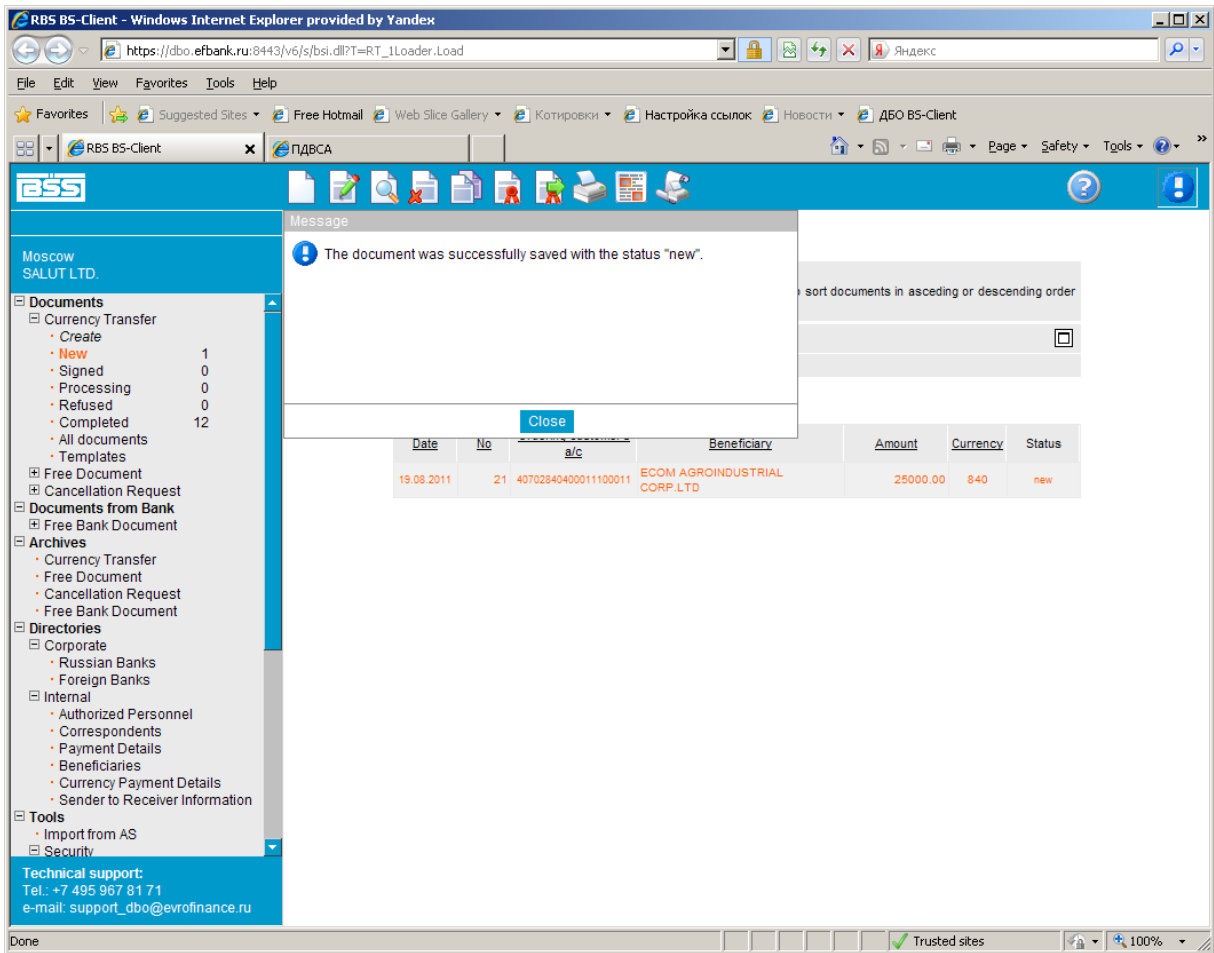 RBS BS-Client - Windows Internet Explorer provided by Yandex
https://dbo.efbank.ru:8443/v6/s/bsi.dll?T=RT_1Loader.Load
Яндекс
File Edit View Favorites Tools Help
Favorites Suggested Sites Free Hotmail Web Slice Gallery Котировки Настройка ссылок Новости ДБО BS-Client
RBS BS-Client x ПДВСА Page Safety Tools »
BSS
Message
The document was successfully saved with the status "new".
Close
Moscow
SALUT LTD.
sort documents in asceding or descending order
Documents
Currency Transfer
Create
New 1
Signed 0
Processing 0
Refused 0
Completed 12
All documents
Templates
Free Document
Cancellation Request
Documents from Bank
Free Bank Document
Archives
Currency Transfer
Free Document
Cancellation Request
Free Bank Document
Directories
Corporate
Russian Banks
Foreign Banks
Internal
Authorized Personnel
Correspondents
Payment Details
Beneficiaries
Currency Payment Details
Sender to Receiver Information
Tools
Import from AS
Security
Date No a/c Beneficiary Amount Currency Status
19.08.2011 21 40702840400011100011 ECOM AGROINDUSTRIAL CORP.LTD 25000.00 840 new
Technical support:
Tel.: +7 495 967 81 71
e-mail: support_dbo@evrofinance.ru
Done Trusted sites 100%